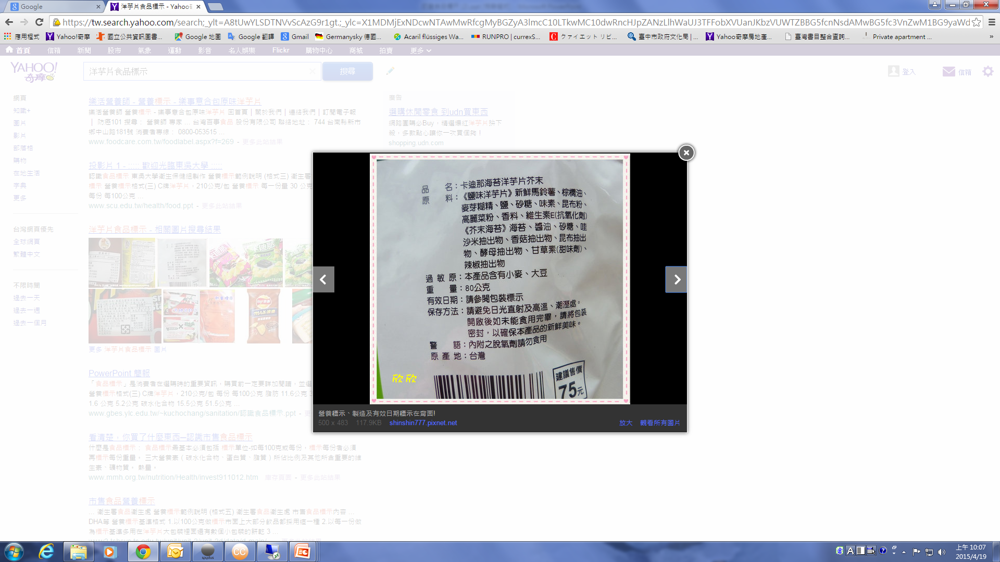 Google
洋芋片食品標示 - Yahoo奇
https://tw.search.yahoo.com/search;_ylt=A8tUwYLSDTNVvScAzG9r1gt.;_ylc=X1MDMjExNDcwNTAwMwRfcgMyBGZyA3lmcC10LTkwMC10dwRncHJpZANzLlhWaUJ3TFFobXVUanJKbzVUWTZBBG5fcnNsdAMwBG5fc3VnZwM1BG9yaWd
應用程式 Yahoo!奇摩 國立公共資訊圖書... Google 地圖 Google 翻譯 Gmail Germanysky 德國... Acaril flüssiges Wa... RUNPRO | currexS... クァイエット リビ... 臺中市政府文化局 |... Yahoo奇摩房地產... 臺灣書目整合查詢... Private apartment ... »
首頁 信箱 新聞 股市 氣象 運動 影音 名人娛樂 Flickr 購物中心 商城 拍賣 更多
YAHOO!
奇摩
洋芋片食品標示
搜尋
登入
信箱
網頁
知識+
圖片
影片
部落格
購物
在地生活
字典
更多
台灣網頁優先
全球網頁
繁體中文
不限時間
過去一天
過去一週
過去一個月
樂活營養師 - 營養標示 - 樂事意合包原味洋芋片
樂活營養師 營養標示 - 樂事意合包原味洋芋片 回首頁 | 關於我們 | 連絡我們 | 訂閱電子報
| 防癌101 搜尋： 營養師 專家 ... 台灣百事食品 股份有限公司 聯絡地址： 744 台南縣新市
鄉中山路181號 消費者專線： 0800-053515 ...
www.foodcare.com.tw/foodlabel.aspx?f=269 - 更多此站結果
投影片 1 - ::::: 歡迎光臨東吳大學 :::::
認識食品標示 東吳大學衛生保健組製作 營養標示範例說明 (格式三) 衛生署
標示 營養標示格式(三) C牌洋芋片，210公克/包 營養標示 每一份量 30 公克
每份 每100公克 ...
www.scu.edu.tw/health/food.ppt - 更多此站結果
洋芋片食品標示 - 相關圖片搜尋結果
更多 洋芋片食品標示 圖片
PowerPoint 簡報
「食品標示」是消費者在選購時的重要資訊，購買前一定要詳加閱讀，並選
營養標示格式(三) C牌洋芋片，210公克/包 每份 每100公克 脂肪 11.6公克 3
1.6 公克 5.2公克 碳水化合物 15.5公克 51.5公克 ...
www.gbes.ylc.edu.tw/~kuchochang/sanitation/認識食品標示.ppt -
看清楚，你買了什麼東西─認識市售食品標示
什麼是食品標示： 食品標示最基本必須包括 標示單位-如每100克或每份，標示每份者必須
再標示每份重量。 三大營養素（碳水化合物、蛋白質、脂質）所佔比例及其他所含重要的維
生素、礦物質。 熱量。
www.mmh.org.tw/nutrition/Health/invest911012.htm 庫存頁面 - 更多此站結果
市售食品營養標示
... 衛生署食品衛生處 營養標示範例說明 (格式五) 衛生署食品衛生處 市售食品標示內容 ...
DHA等 營養標示基準格式 1.以100公克做標示市面上大部分飲品都採用這一種 2.以每一份做
為標示基準多用在洋芋片大包裝裡面還有數個小包裝的餅乾 3 ...
廣告
選購休閒零食 到udn買東西
網路團購必Buy，精選爆紅洋芋片拚下
殺，多款點心讓你一次買個夠！
shopping.udn.com
品 名：卡迪那海苔洋芋片芥末
原 料：《鹽味洋芋片》新鮮馬鈴薯、棕櫚油、
麥芽糊精、鹽、砂糖、味素、昆布粉、
高麗菜粉、香料、維生素E(抗氧化劑)
《芥末海苔》海苔、醬油、砂糖、哇
沙米抽出物、香菇抽出物、昆布抽出
物、酵母抽出物、甘草素(甜味劑)、
辣椒抽出物
過 敏 原：本產品含有小麥、大豆
重 量：80公克
有效日期：請參閱包裝標示
保存方法：請避免日光直射及高溫、潮溼處。
開啟後如未能食用完畢，請將包裝
密封，以確保本產品的新鮮美味。
警 語：內附之脫氧劑請勿食用
原 產 地：台灣
建議售價
75元
欣欣
營養標示、製造及有效日期標示在背面!
500 x 483 117.9KB shinshin777.pixnet.net 放大 觀看所有圖片
spydus
CC
上午 10:07
2015/4/19